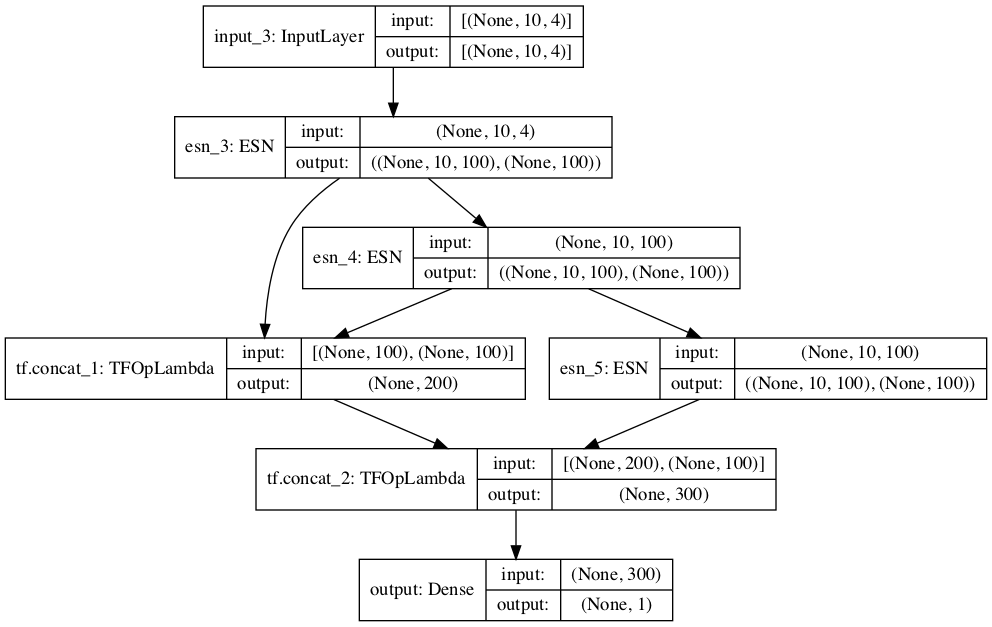 input_3: InputLayer
input:
[(None, 10, 4)]
output:
[(None, 10, 4)]
esn_3: ESN
input:
(None, 10, 4)
output:
((None, 10, 100), (None, 100))
esn_4: ESN
input:
(None, 10, 100)
output:
((None, 10, 100), (None, 100))
tf.concat_1: TFOpLambda
input:
[(None, 100), (None, 100)]
output:
(None, 200)
esn_5: ESN
input:
(None, 10, 100)
output:
((None, 10, 100), (None, 100))
tf.concat_2: TFOpLambda
input:
[(None, 200), (None, 100)]
output:
(None, 300)
output: Dense
input:
(None, 300)
output:
(None, 1)